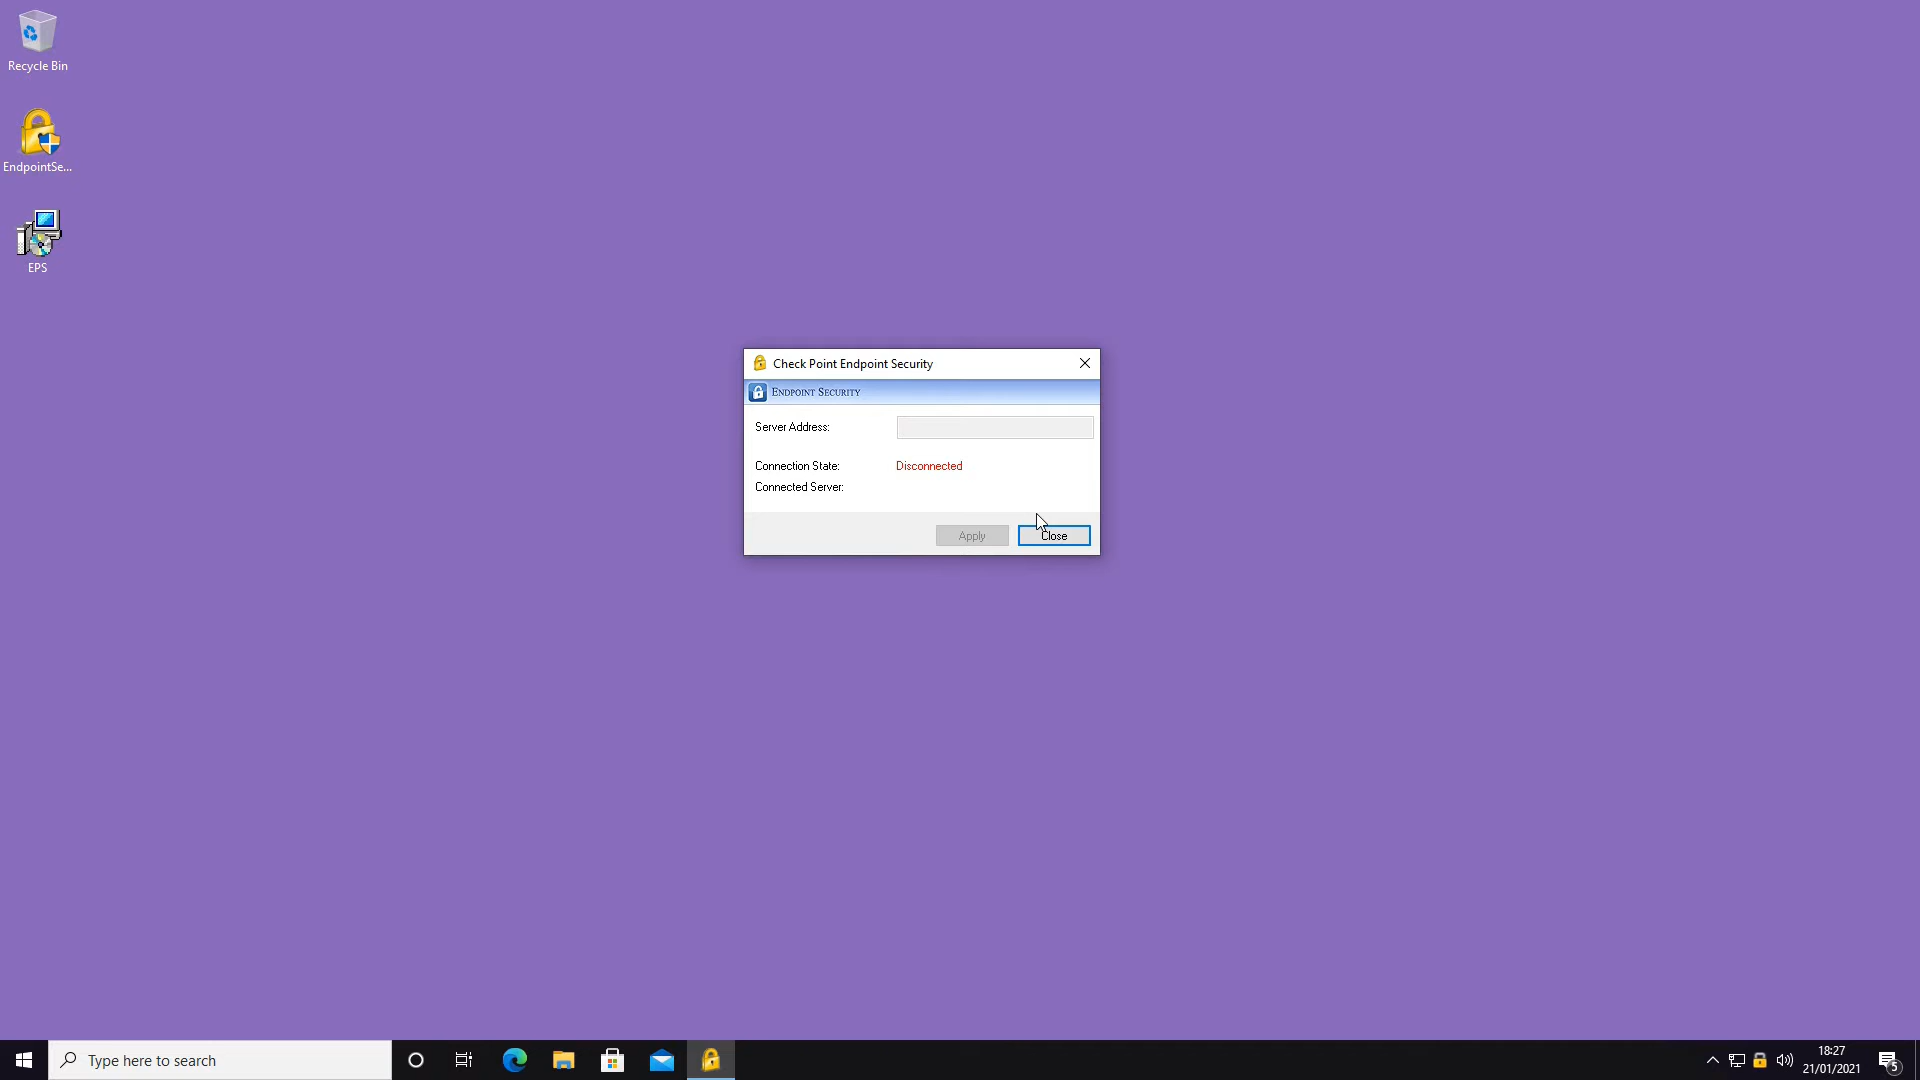 Recycle Bin
EndpointSe...
EPS
Check Point Endpoint Security
Endpoint Security
Server Address:
Connection State: Disconnected
Connected Server:
Apply Close
Type here to search
18:27
21/01/2021
5